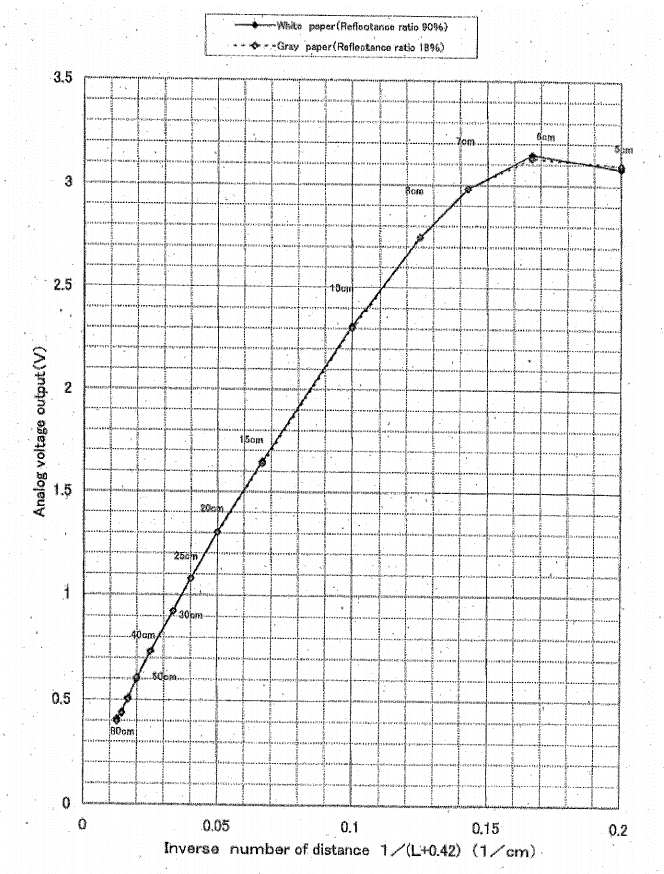 White paper(Reflectance ratio 90%)
Gray paper(Reflectance ratio 18%)
3.5
3
2.5
2
1.5
1
0.5
0
Analog voltage output(V)
5cm
6cm
7cm
8cm
10cm
15cm
20cm
25cm
30cm
40cm
50cm
80cm
0
0.05
0.1
0.15
0.2
Inverse number of distance 1/(L+0.42) (1/cm)